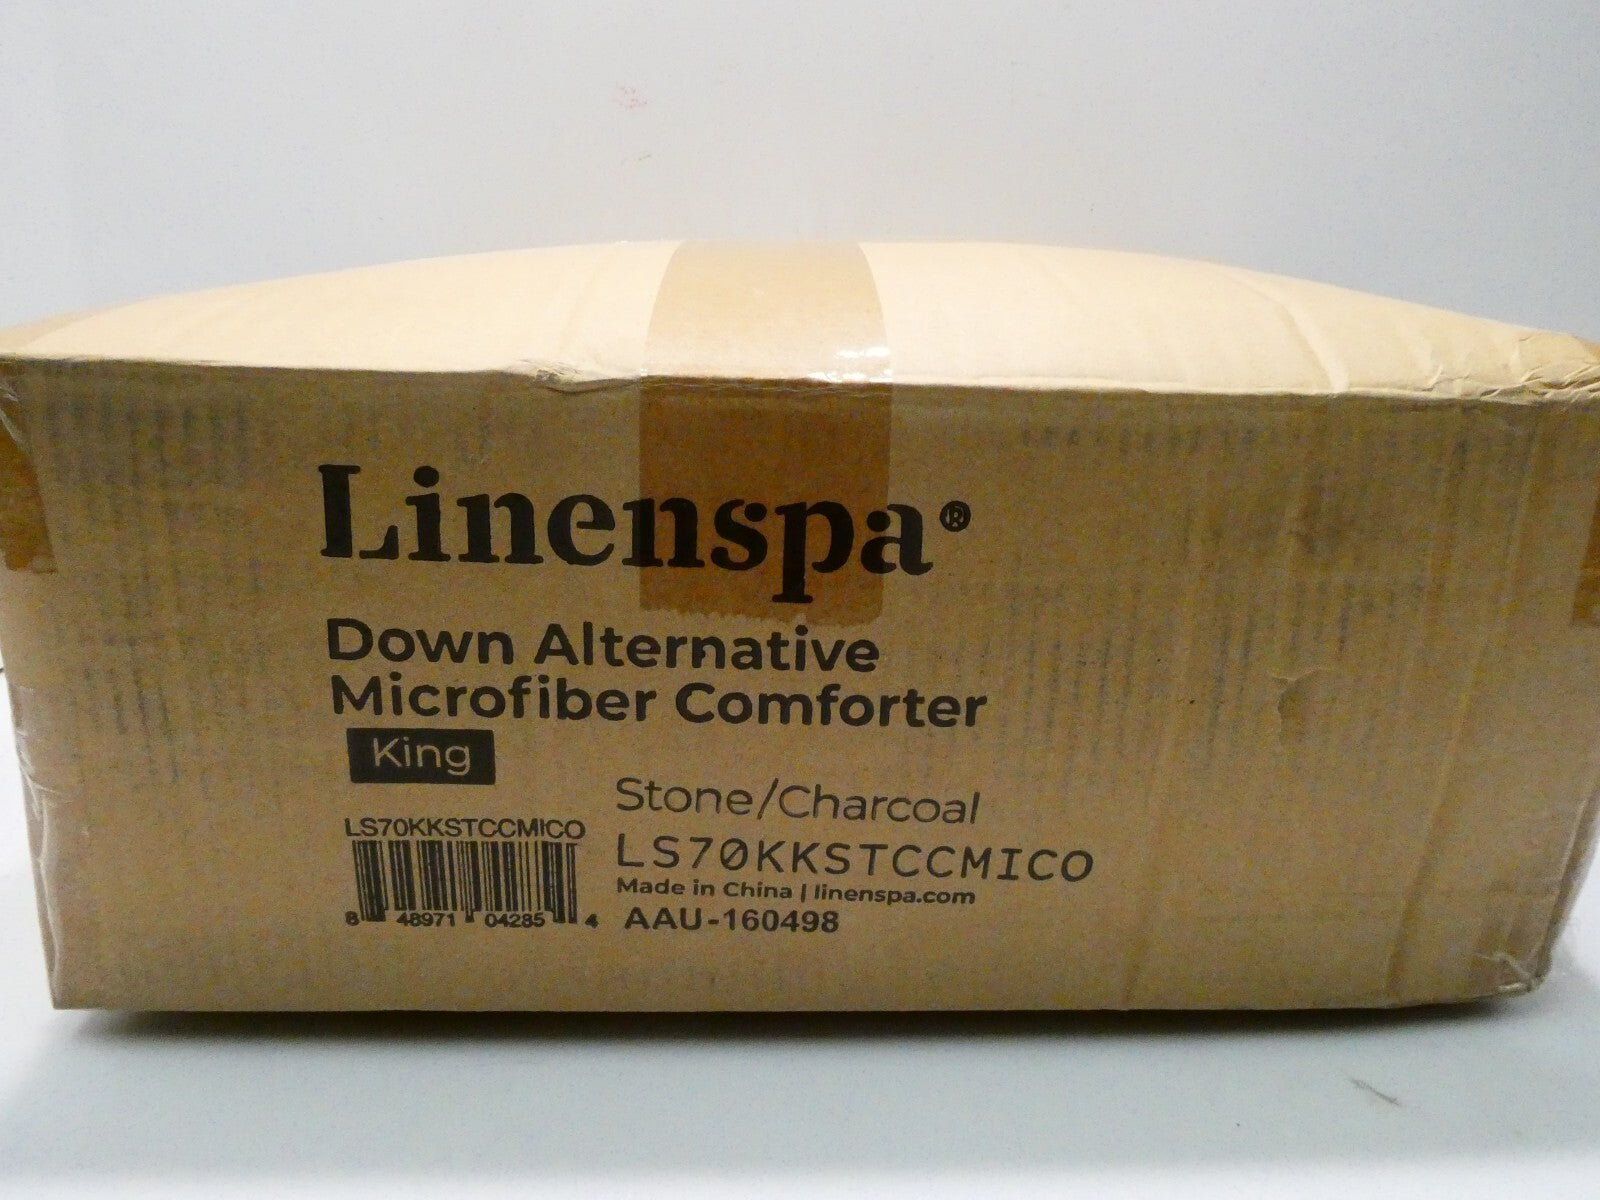 Linenspa®
Down Alternative
Microfiber Comforter
King
Stone/Charcoal
LS70KKSTCCMICO
LS70KKSTCCMICO
Made in China | linenspa.com
8 48971 04285 4
AAU-160498